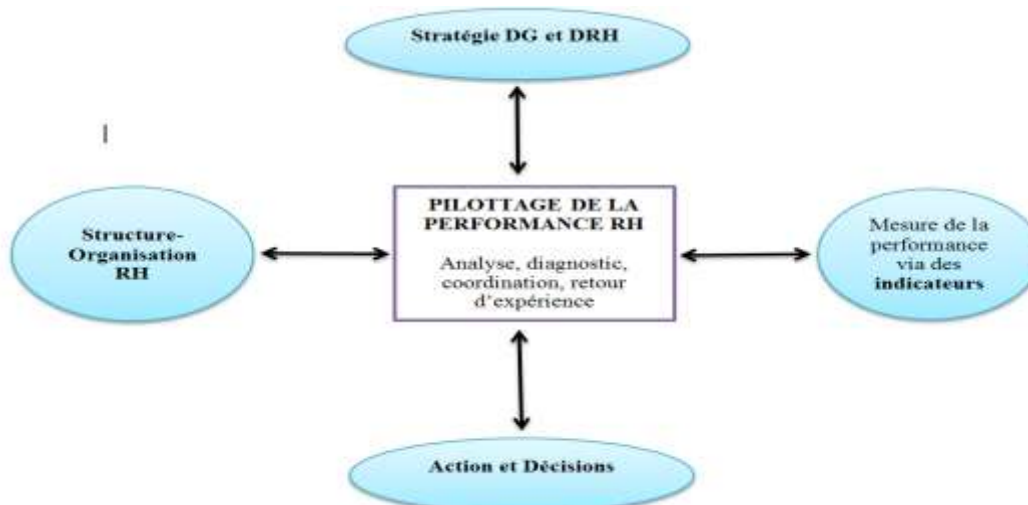 Stratégie DG et DRH
Structure-
Organisation
RH
PILOTTAGE DE LA
PERFORMANCE RH
Analyse, diagnostic,
coordination, retour
d’expérience
Mesure de la
performance
via des
indicateurs
Action et Décisions